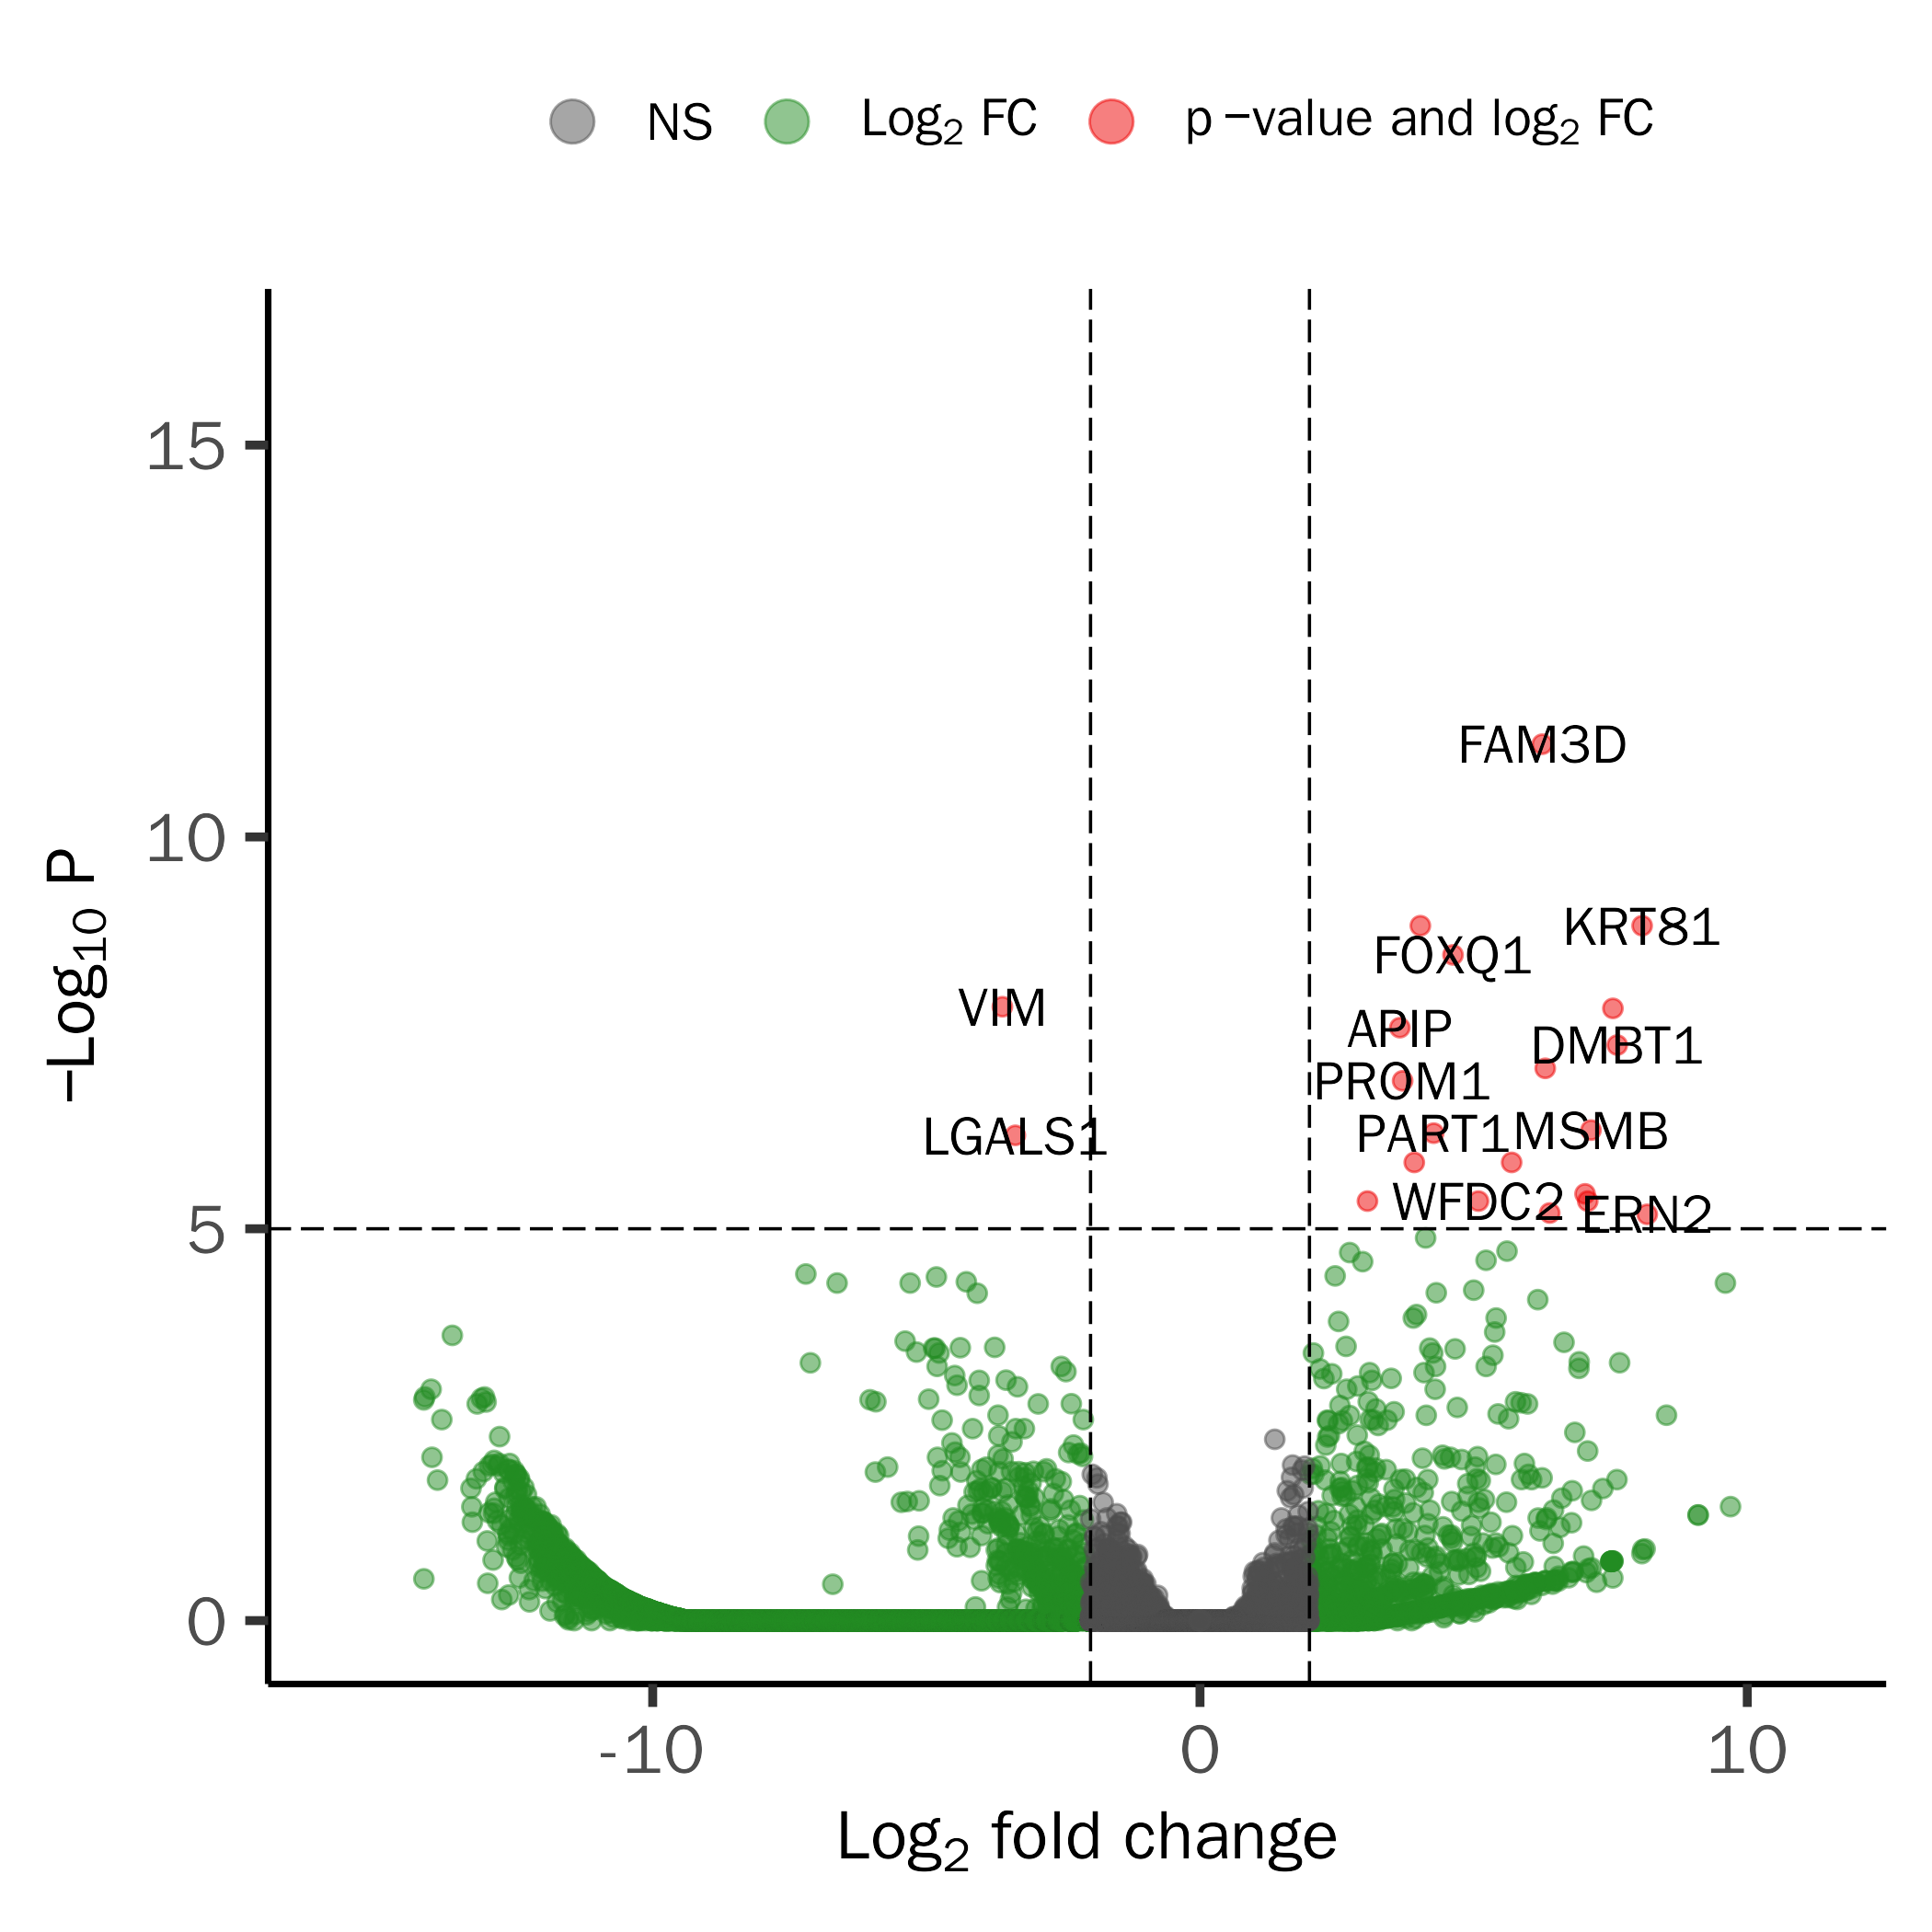 NS Log₂ FC p −value and log₂ FC
15
FAM3D
10
KRT81
FOXQ1
VIM
APIP
DMBT1
PROM1
MSMB
PART1
LGALS1
WFDC2
ERN2
5
0
−Log₁₀ P
-10 0 10
Log₂ fold change